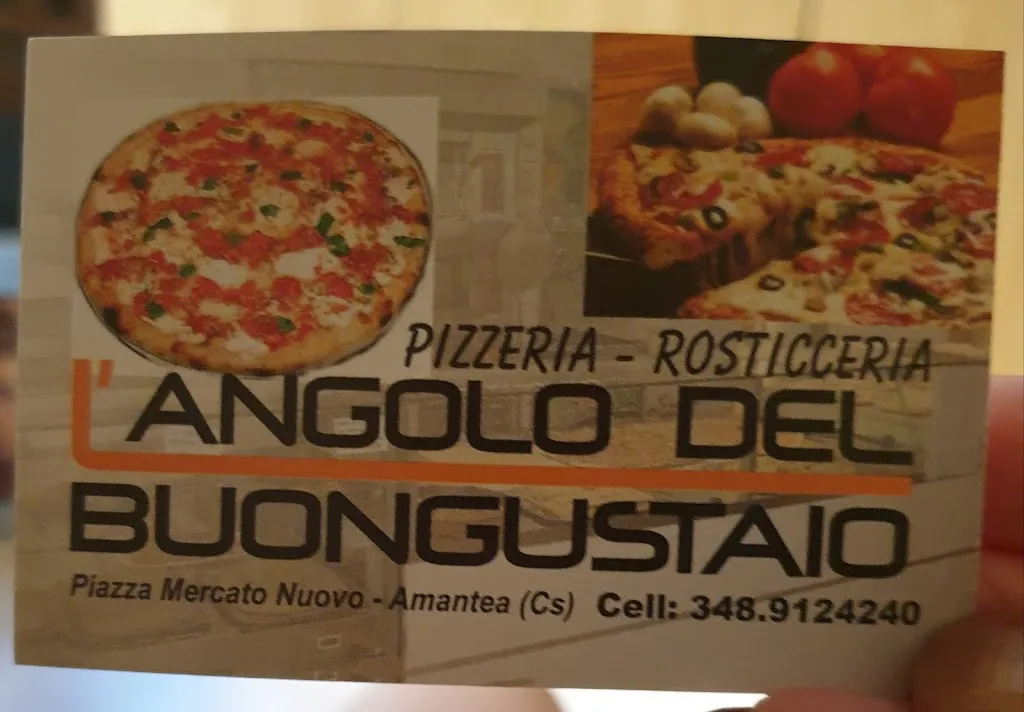 PIZZERIA - ROSTICCERIA
L'ANGOLO DEL
BUONGUSTAIO
Piazza Mercato Nuovo - Amantea (Cs) Cell: 348.9124240